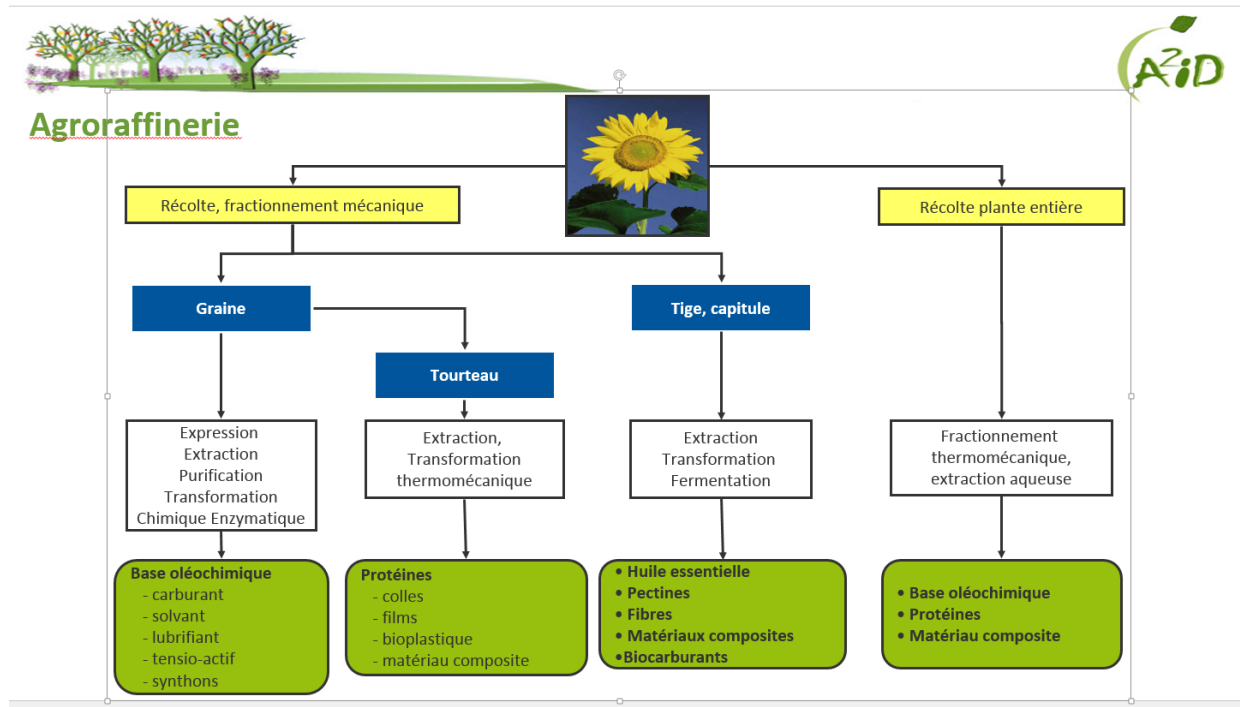 A²iD
Agroraffinerie
Récolte, fractionnement mécanique
Récolte plante entière
Graine
Tige, capitule
Tourteau
Expression
Extraction
Purification
Transformation
Chimique Enzymatique
Extraction,
Transformation
thermomécanique
Extraction
Transformation
Fermentation
Fractionnement
thermomécanique,
extraction aqueuse
Base oléochimique
- carburant
- solvant
- lubrifiant
- tensio-actif
- synthons
Protéines
- colles
- films
- bioplastique
- matériau composite
• Huile essentielle
• Pectines
• Fibres
• Matériaux composites
•Biocarburants
• Base oléochimique
• Protéines
• Matériau composite